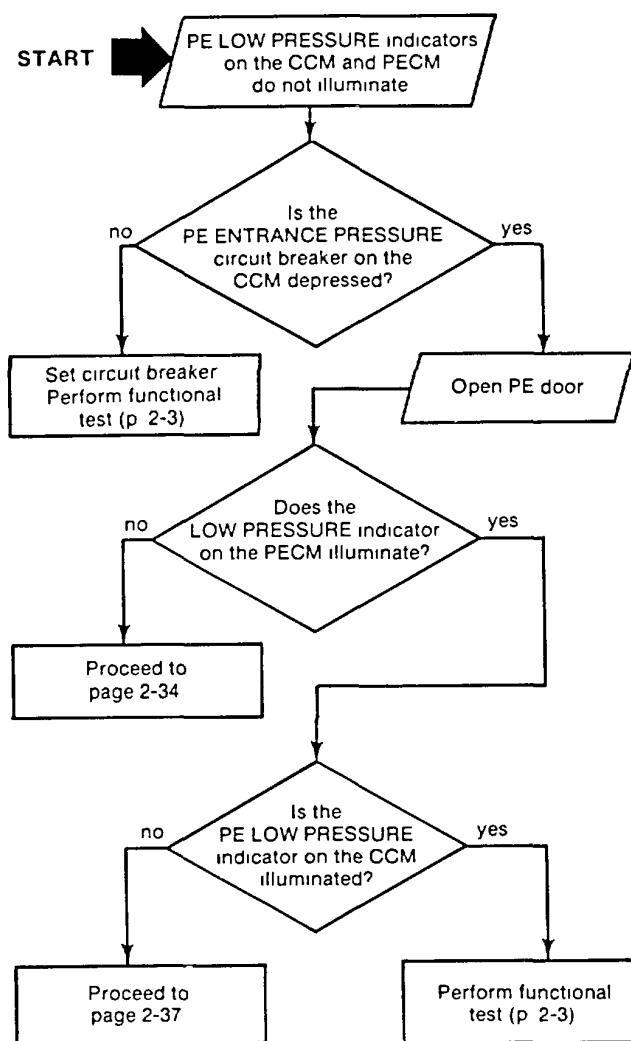 START
PE LOW PRESSURE indicators
on the CCM and PECM
do not illuminate
Is the
PE ENTRANCE PRESSURE
circuit breaker on the
CCM depressed?
no
yes
Set circuit breaker
Perform functional
test (p 2-3)
Open PE door
Does the
LOW PRESSURE indicator
on the PECM illuminate?
no
yes
Proceed to
page 2-34
Is the
PE LOW PRESSURE
indicator on the CCM
illuminated?
no
yes
Proceed to
page 2-37
Perform functional
test (p 2-3)